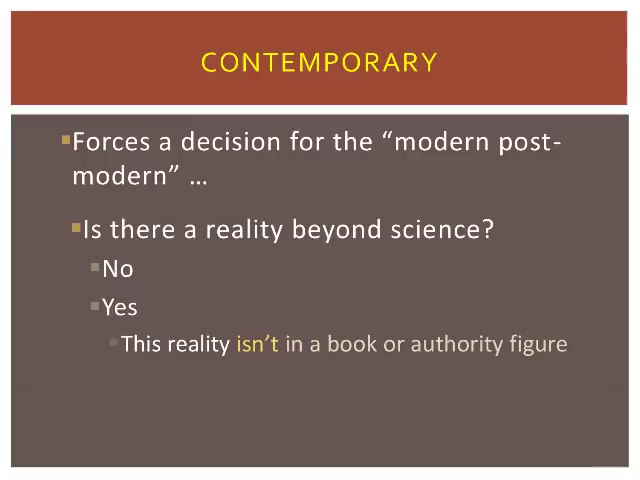 CONTEMPORARY
▪Forces a decision for the “modern post-
modern” …
▪Is there a reality beyond science?
▪No
▪Yes
▪This reality isn’t in a book or authority figure